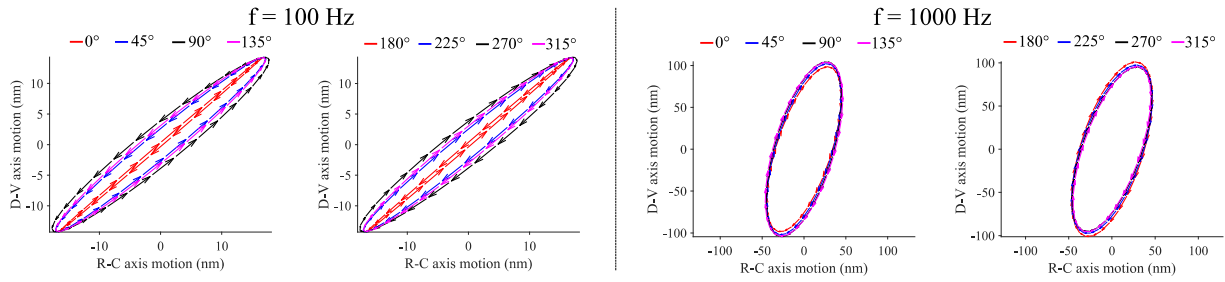 f = 100 Hz
0° 45° 90° 135°
180° 225° 270° 315°
D-V axis motion (nm)
10
5
0
-5
-10
-10 0 10
R-C axis motion (nm)
D-V axis motion (nm)
10
5
0
-5
-10
-10 0 10
R-C axis motion (nm)
f = 1000 Hz
0° 45° 90° 135°
180° 225° 270° 315°
D-V axis motion (nm)
100
50
0
-50
-100
-100 -50 0 50 100
R-C axis motion (nm)
D-V axis motion (nm)
100
50
0
-50
-100
-100 -50 0 50 100
R-C axis motion (nm)